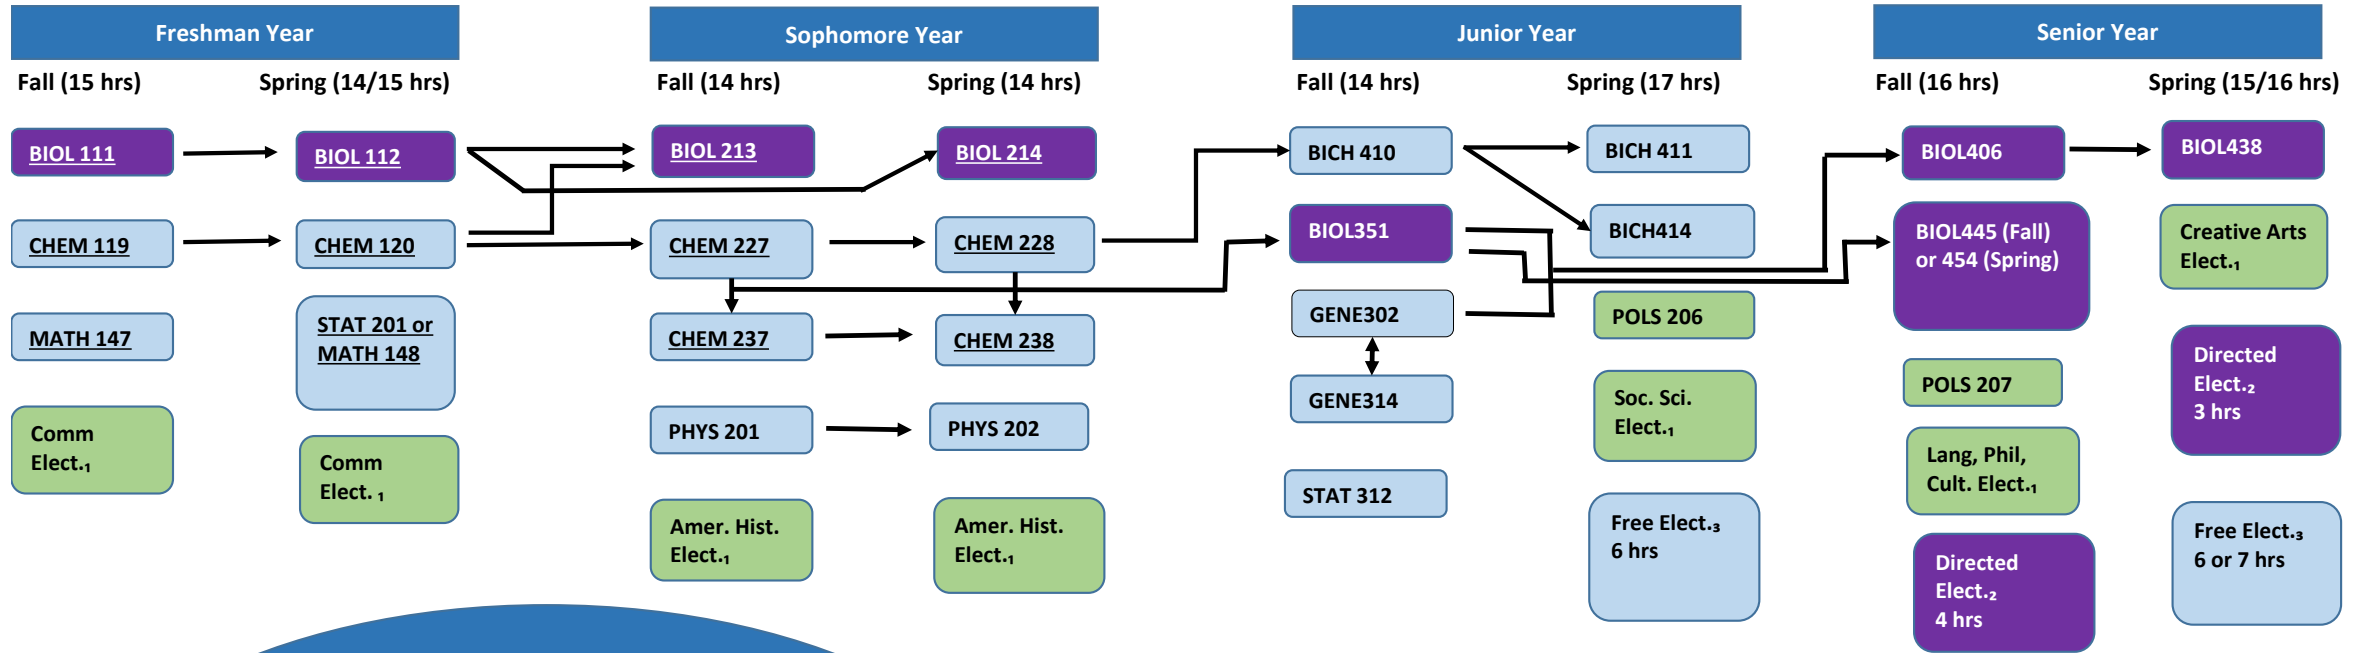 Freshman Year
Fall (15 hrs)
Spring (14/15 hrs)
BIOL 111
CHEM 119
MATH 147
Comm
Elect.₁
BIOL 112
CHEM 120
STAT 201 or
MATH 148
Comm
Elect. ₁
Sophomore Year
Fall (14 hrs)
Spring (14 hrs)
BIOL 213
CHEM 227
CHEM 237
PHYS 201
Amer. Hist.
Elect.₁
BIOL 214
CHEM 228
CHEM 238
PHYS 202
Amer. Hist.
Elect.₁
Junior Year
Fall (14 hrs)
Spring (17 hrs)
BICH 410
BIOL351
GENE302
GENE314
STAT 312
BICH 411
BICH414
POLS 206
Soc. Sci.
Elect.₁
Free Elect.₃
6 hrs
Senior Year
Fall (16 hrs)
Spring (15/16 hrs)
BIOL406
BIOL445 (Fall)
or 454 (Spring)
POLS 207
Lang, Phil,
Cult. Elect.₁
Directed
Elect.₂
4 hrs
BIOL438
Creative Arts
Elect.₁
Directed
Elect.₂
3 hrs
Free Elect.₃
6 or 7 hrs